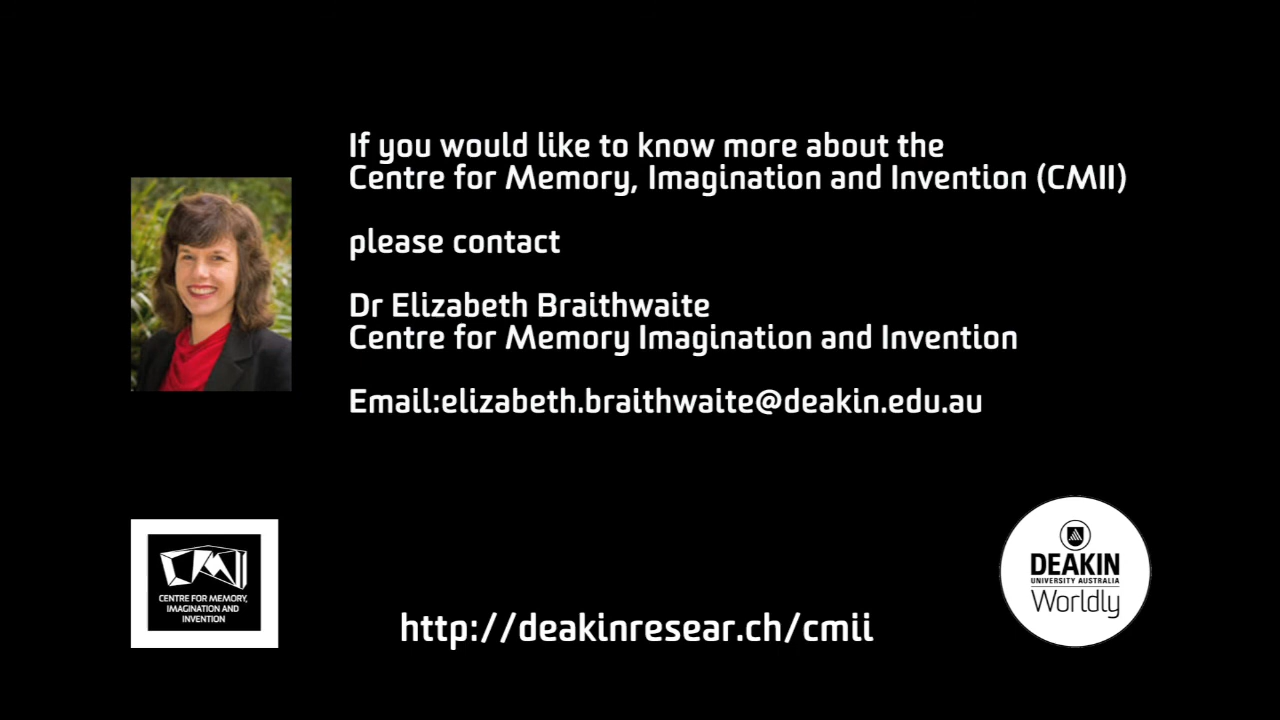 If you would like to know more about the
Centre for Memory, Imagination and Invention (CMII)
please contact
Dr Elizabeth Braithwaite
Centre for Memory Imagination and Invention
Email:elizabeth.braithwaite@deakin.edu.au
CMII
CENTRE FOR MEMORY,
IMAGINATION AND
INVENTION
http://deakinresear.ch/cmii
DEAKIN
UNIVERSITY AUSTRALIA
Worldly